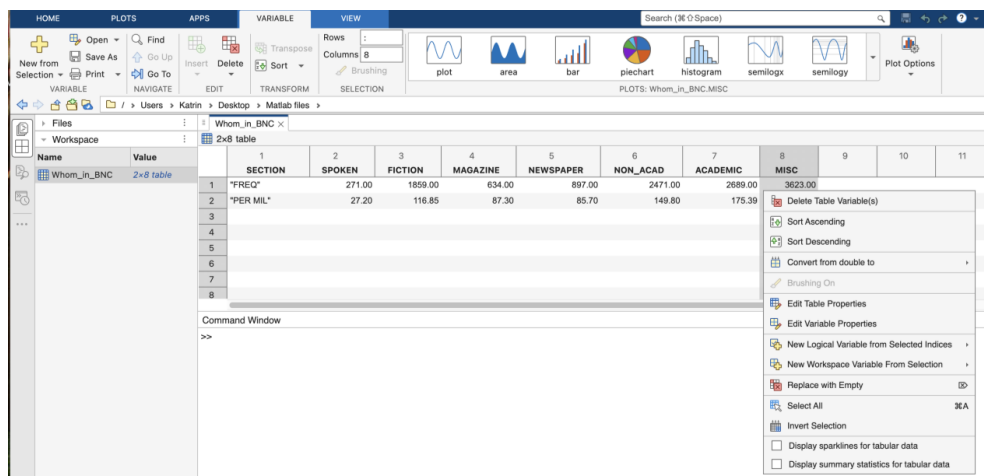 HOME PLOTS APPS VARIABLE VIEW Search (⌘⇧Space)
New from Selection
Open
Save As
Print
Find
Go Up
Go To
Insert Delete
Transpose
Sort
Rows :
Columns 8
Brushing
plot area bar piechart histogram semilogx semilogy
Plot Options
VARIABLE NAVIGATE EDIT TRANSFORM SELECTION PLOTS: Whom_in_BNC.MISC
/ › Users › Katrin › Desktop › Matlab files ›
Files
Workspace
Name Value
Whom_in_BNC 2×8 table
Whom_in_BNC ×
2×8 table
1 2 3 4 5 6 7 8 9 10 11
SECTION SPOKEN FICTION MAGAZINE NEWSPAPER NON_ACAD ACADEMIC MISC
1 "FREQ" 271.00 1859.00 634.00 897.00 2471.00 2689.00 3623.00
2 "PER MIL" 27.20 116.85 87.30 85.70 149.80 175.39
3
4
5
6
7
8
Command Window
>>
Delete Table Variable(s)
Sort Ascending
Sort Descending
Convert from double to
Brushing On
Edit Table Properties
Edit Variable Properties
New Logical Variable from Selected Indices
New Workspace Variable From Selection
Replace with Empty ⌦
Select All ⌘A
Invert Selection
Display sparklines for tabular data
Display summary statistics for tabular data